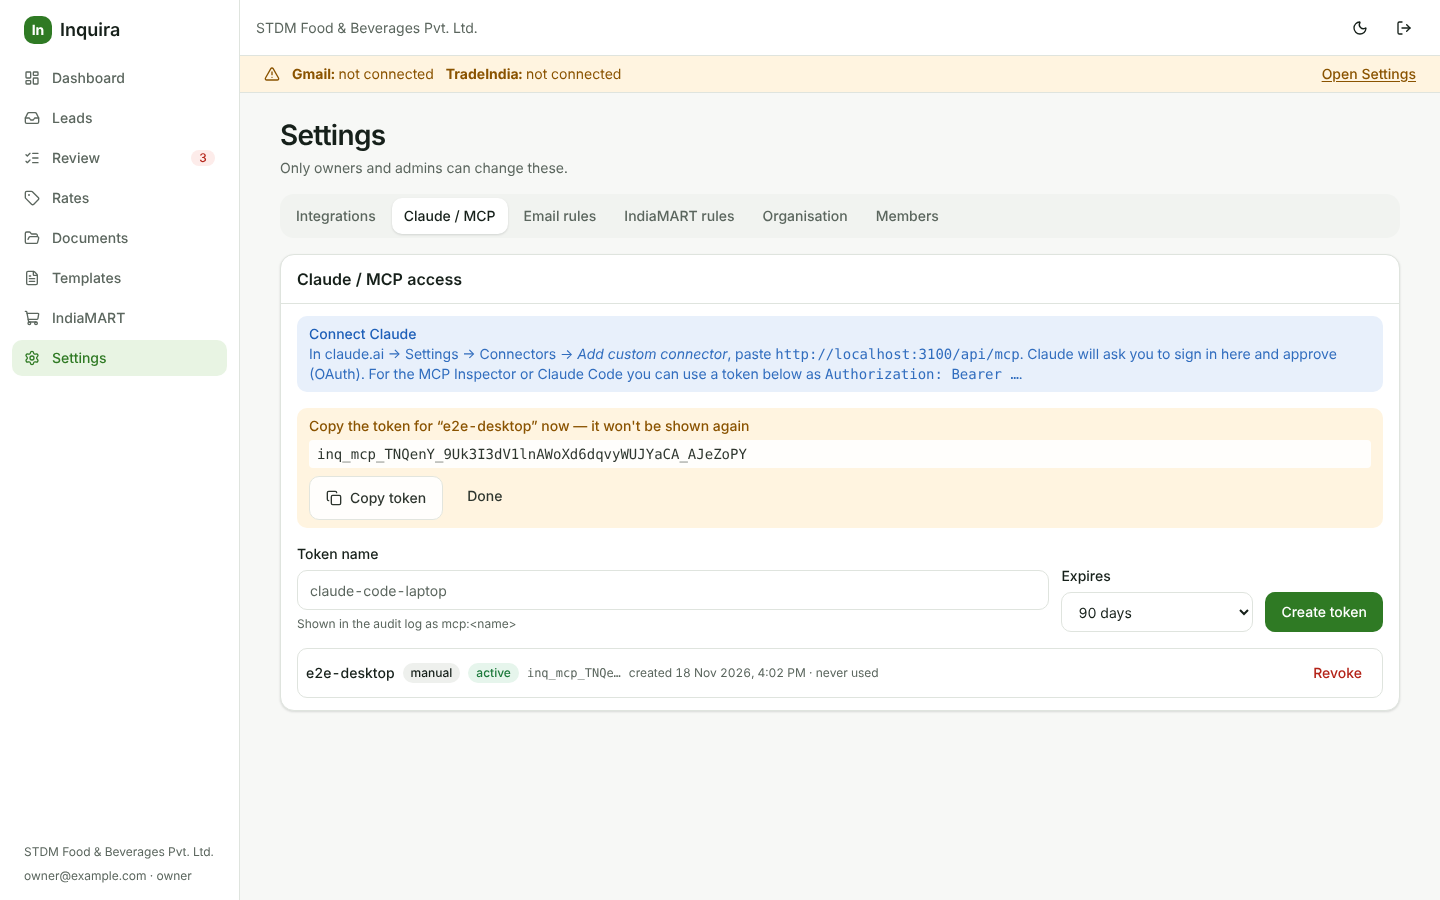 In Inquira
STDM Food & Beverages Pvt. Ltd.
Gmail: not connected TradeIndia: not connected Open Settings
Dashboard
Leads
Review 3
Rates
Documents
Templates
IndiaMART
Settings
Settings
Only owners and admins can change these.
Integrations Claude / MCP Email rules IndiaMART rules Organisation Members
Claude / MCP access
Connect Claude
In claude.ai → Settings → Connectors → Add custom connector, paste http://localhost:3100/api/mcp. Claude will ask you to sign in here and approve
(OAuth). For the MCP Inspector or Claude Code you can use a token below as Authorization: Bearer ….
Copy the token for “e2e-desktop” now — it won't be shown again
inq_mcp_TNQenY_9Uk3I3dV1lnAWoXd6dqvyWUJYaCA_AJeZoPY
Copy token Done
Token name
claude-code-laptop
Shown in the audit log as mcp:<name>
Expires
90 days
Create token
e2e-desktop manual active inq_mcp_TNQe… created 18 Nov 2026, 4:02 PM · never used Revoke
STDM Food & Beverages Pvt. Ltd.
owner@example.com · owner